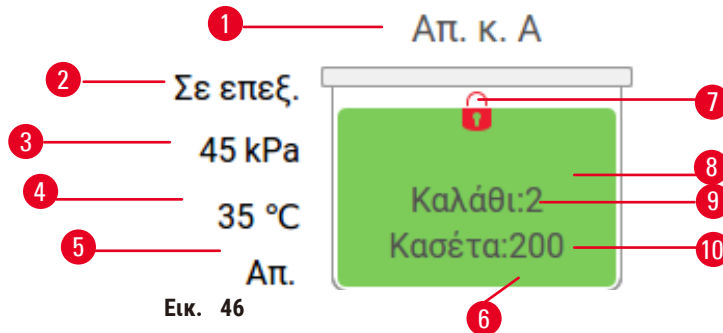 1 Απ. κ. Α
2 Σε επεξ. 7
3 45 kPa 8
4 35 °C Καλάθι:2 9
5 Απ. Κασέτα:200 10
Εικ. 46 6